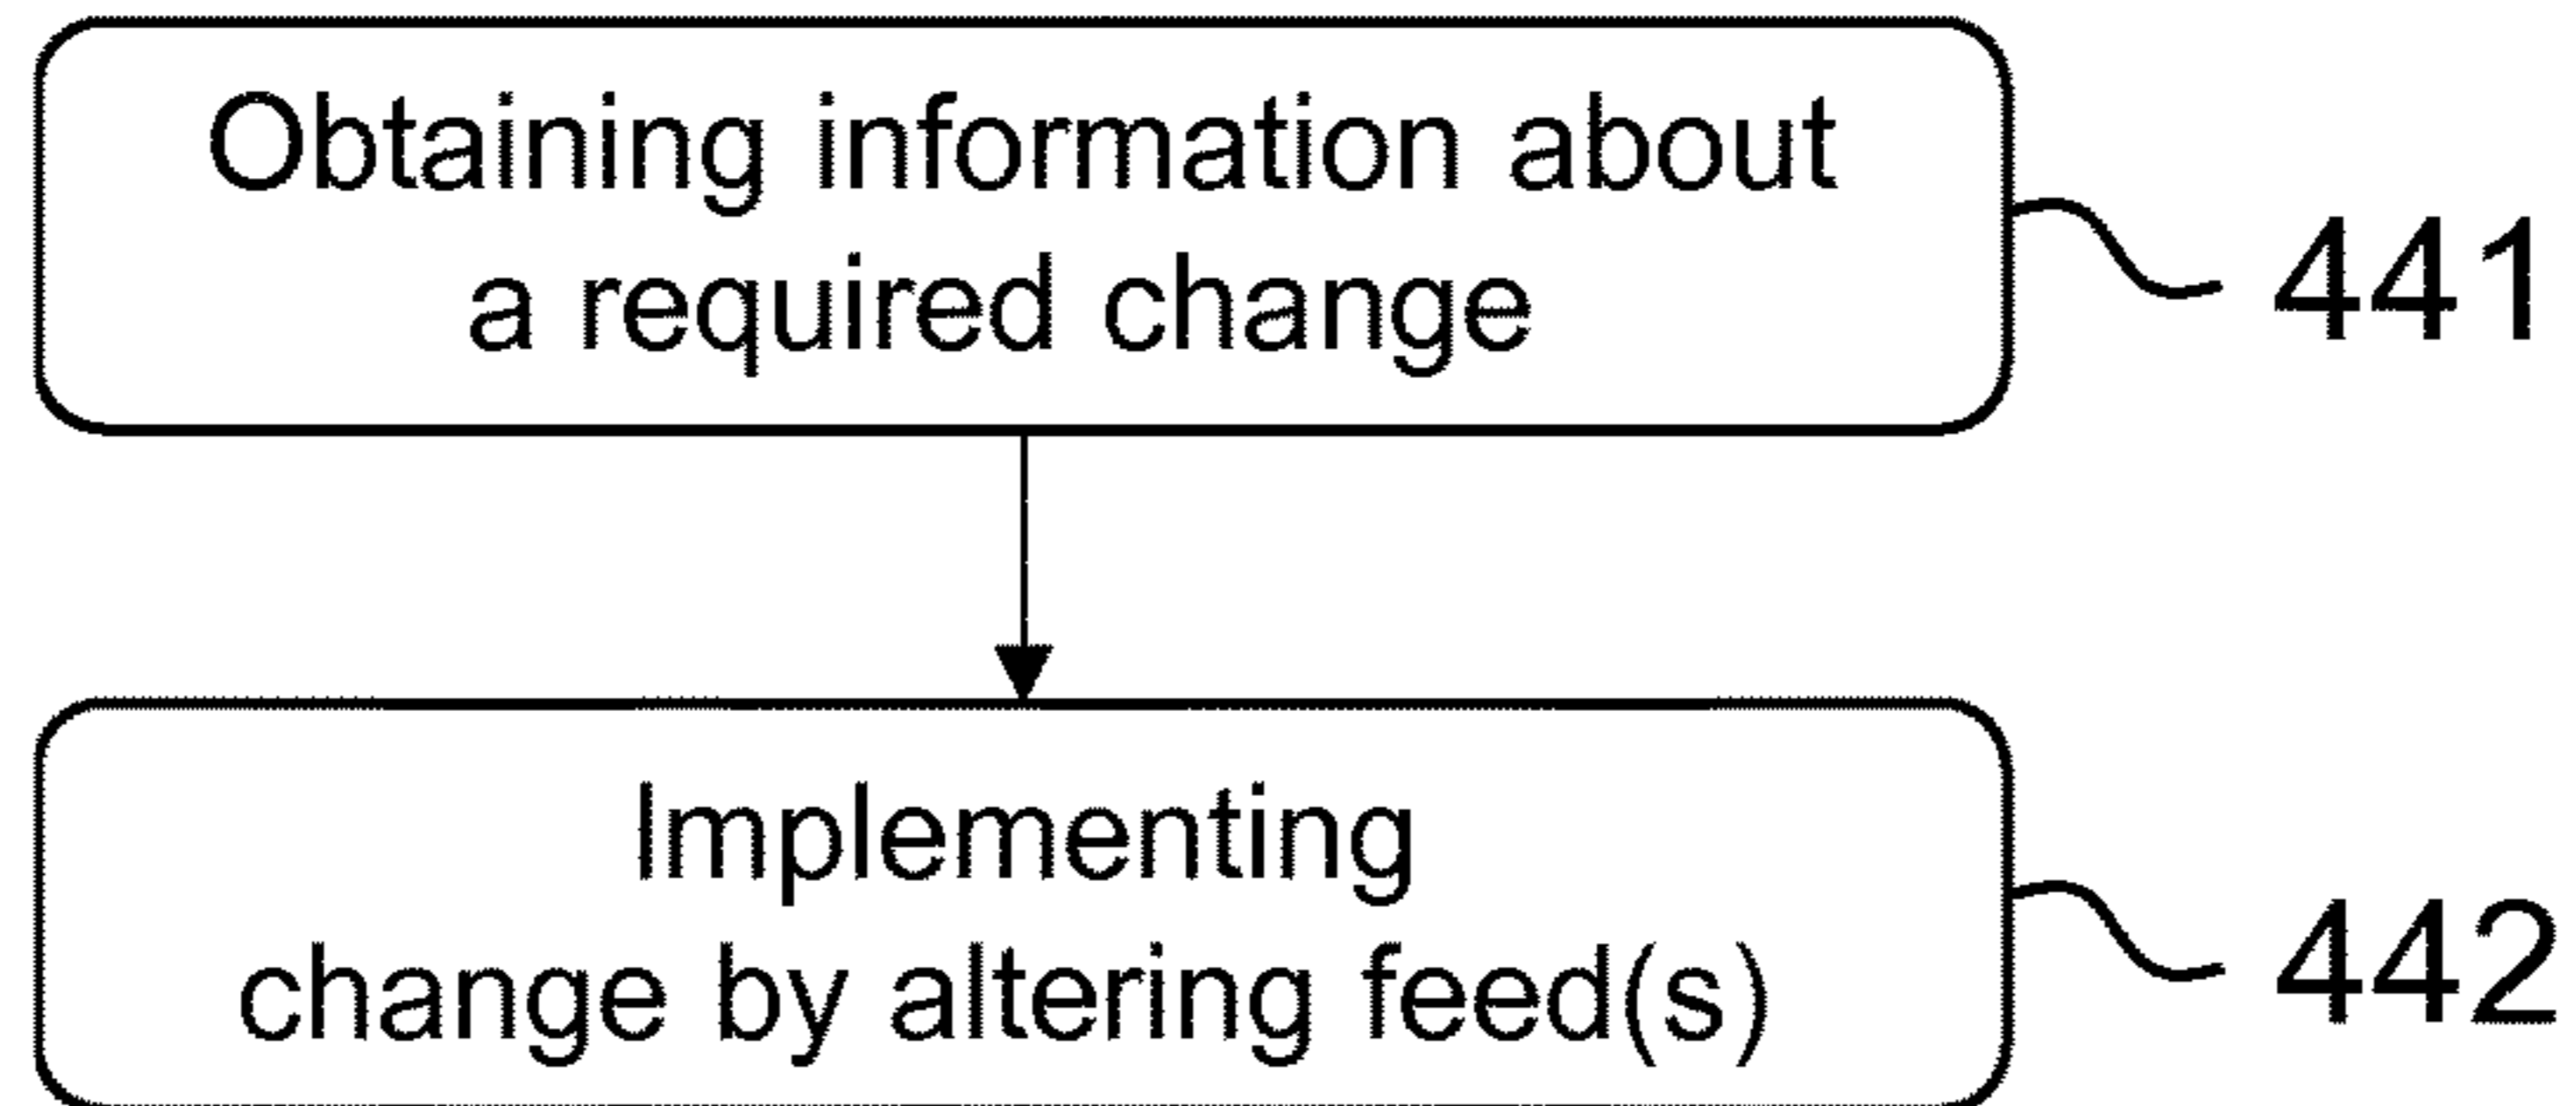 Obtaining information about
a required change
441
Implementing
change by altering feed(s)
442